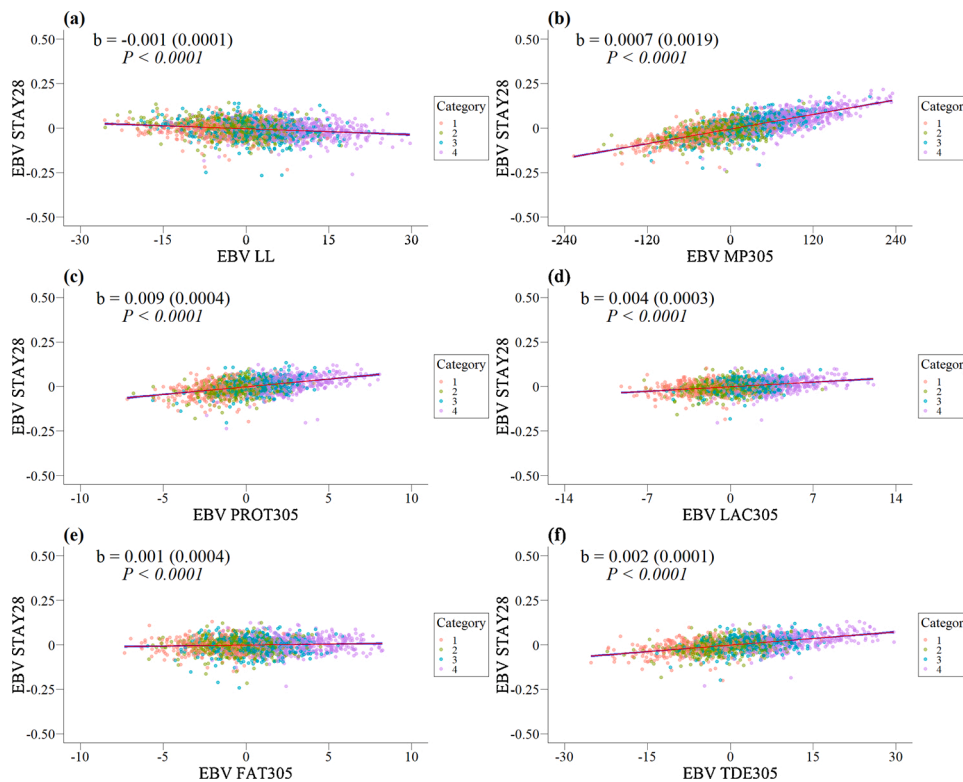 (a)
b = -0.001 (0.0001)
P < 0.0001
0.50
0.25
0
-0.25
-0.50
EBV STAY28
-30 -15 0 15 30
EBV LL
Category
1
2
3
4
(b)
b = 0.0007 (0.0019)
P < 0.0001
0.50
0.25
0
-0.25
-0.50
EBV STAY28
-240 -120 0 120 240
EBV MP305
Category
1
2
3
4
(c)
b = 0.009 (0.0004)
P < 0.0001
0.50
0.25
0
-0.25
-0.50
EBV STAY28
-10 -5 0 5 10
EBV PROT305
Category
1
2
3
4
(d)
b = 0.004 (0.0003)
P < 0.0001
0.50
0.25
0
-0.25
-0.50
EBV STAY28
-14 -7 0 7 14
EBV LAC305
Category
1
2
3
4
(e)
b = 0.001 (0.0004)
P < 0.0001
0.50
0.25
0
-0.25
-0.50
EBV STAY28
-10 -5 0 5 10
EBV FAT305
Category
1
2
3
4
(f)
b = 0.002 (0.0001)
P < 0.0001
0.50
0.25
0
-0.25
-0.50
EBV STAY28
-30 -15 0 15 30
EBV TDE305
Category
1
2
3
4